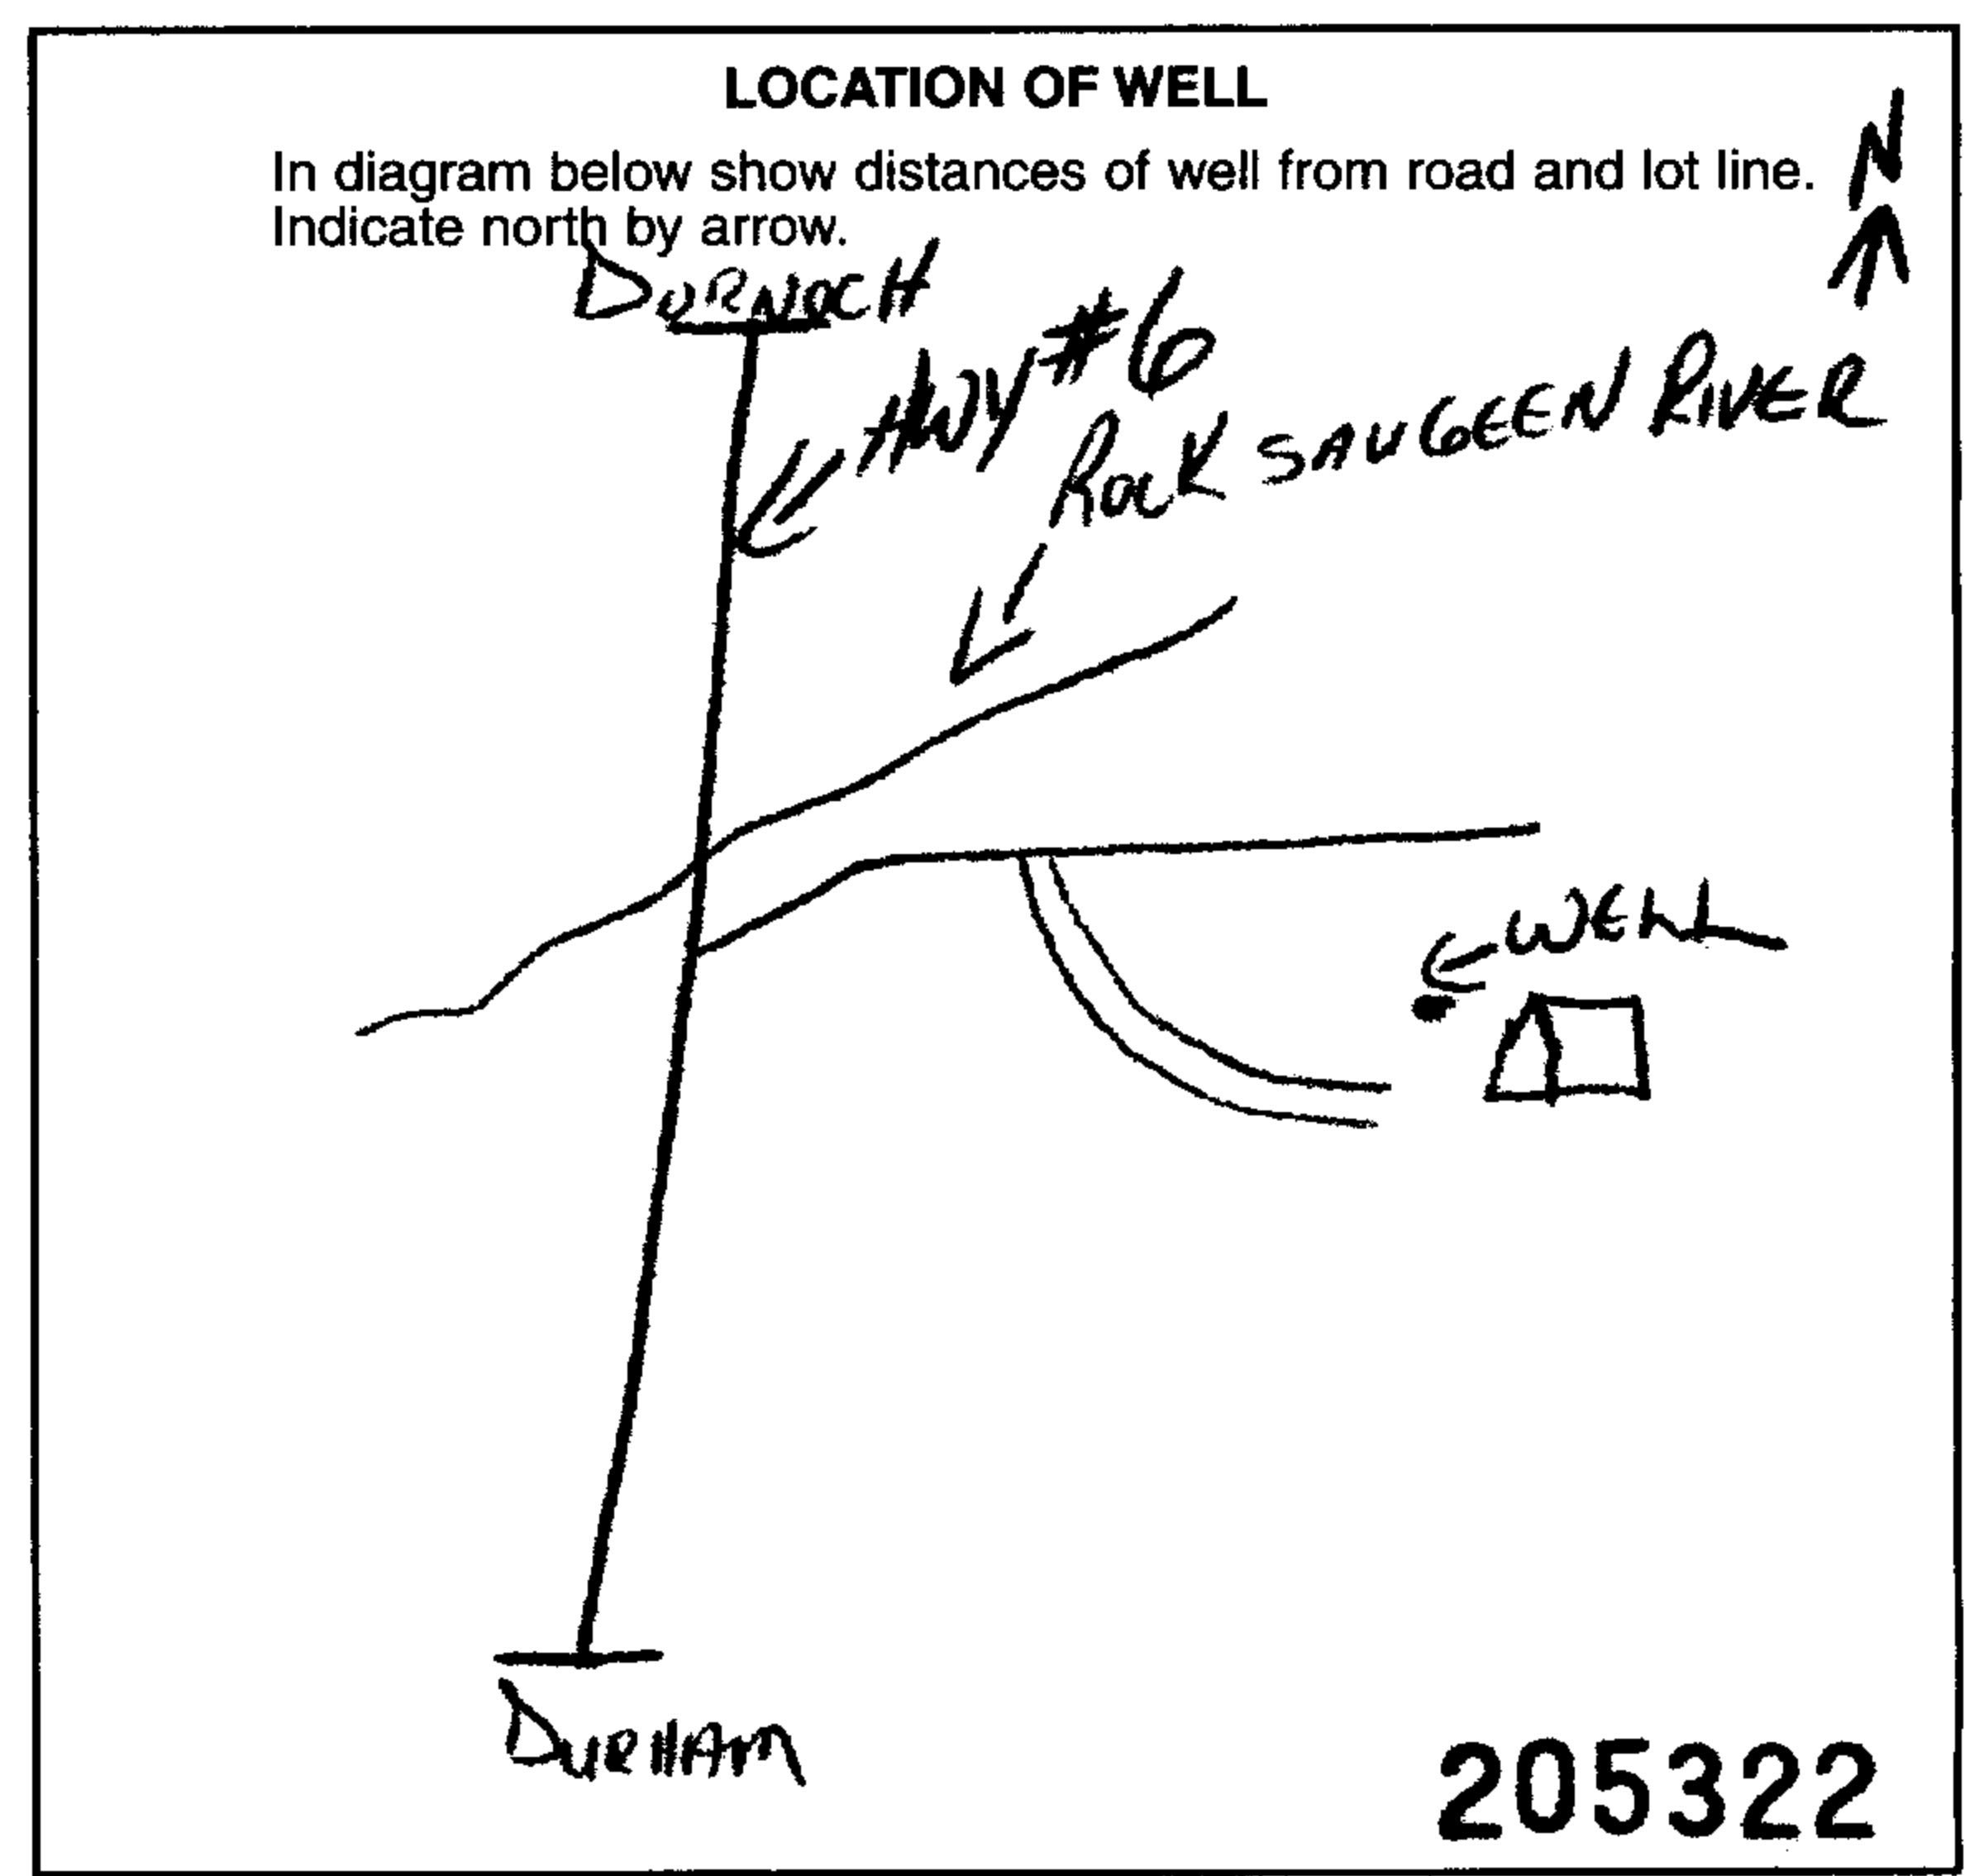 LOCATION OF WELL
N
In diagram below show distances of well from road and lot line.
Indicate north by arrow.
DURNOCH
HWY #6
ROCK SAUGEEN RIVER
WELL
DURHAM
205322